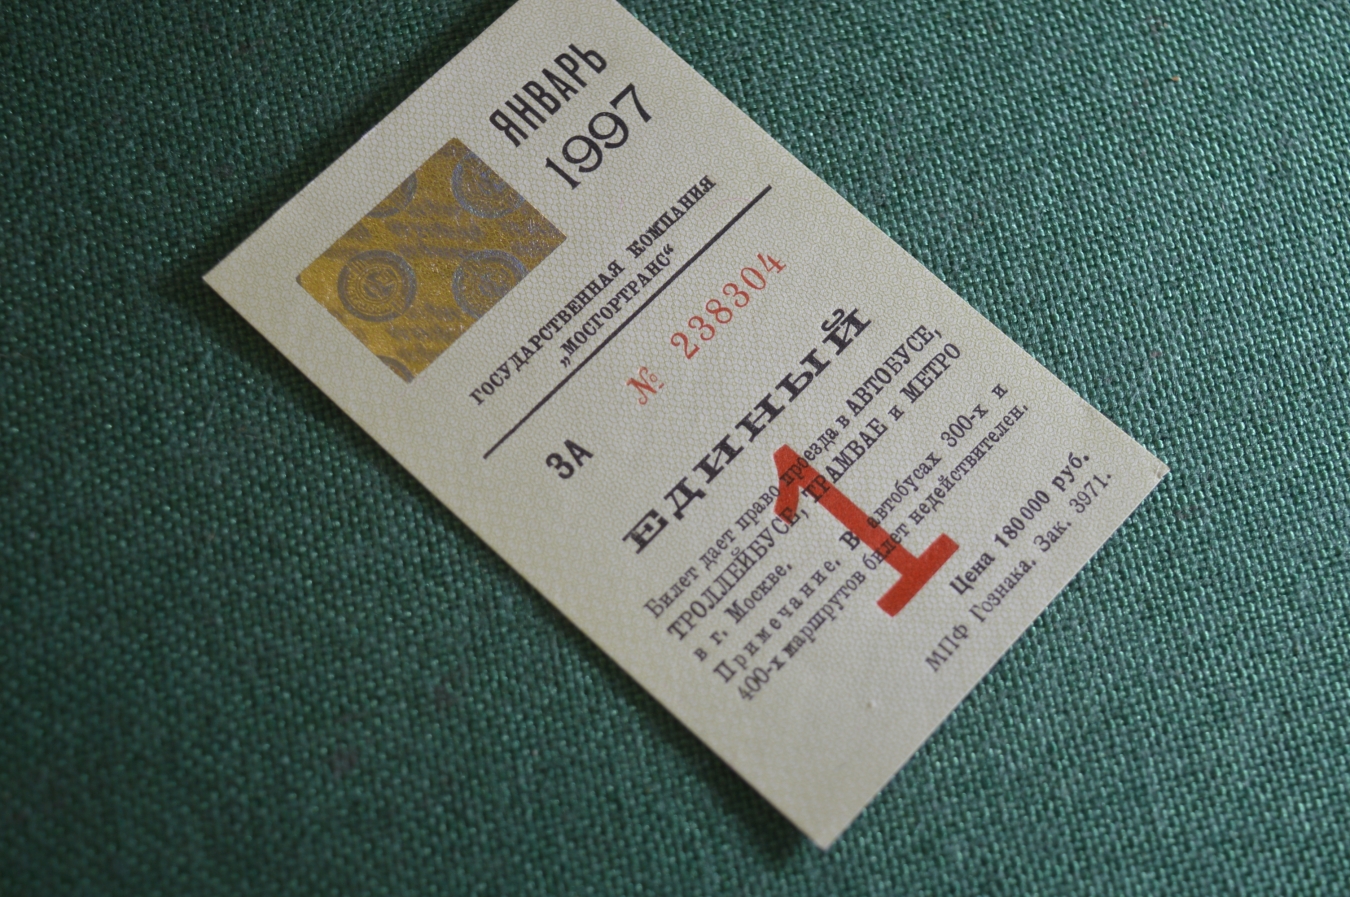 ЯНВАРЬ
1997
ГОСУДАРСТВЕННАЯ КОМПАНИЯ
„МОСГОРТРАНС“
ЗА № 238304
ЕДИНЫЙ
1
Билет дает право проезда в АВТОБУСЕ,
ТРОЛЛЕЙБУСЕ, ТРАМВАЕ и МЕТРО
в г. Москве.
Примечание. В автобусах 300-х и
400-х маршрутов билет недействителен.
Цена 180 000 руб.
МПФ Гознака. Зак. 3971.